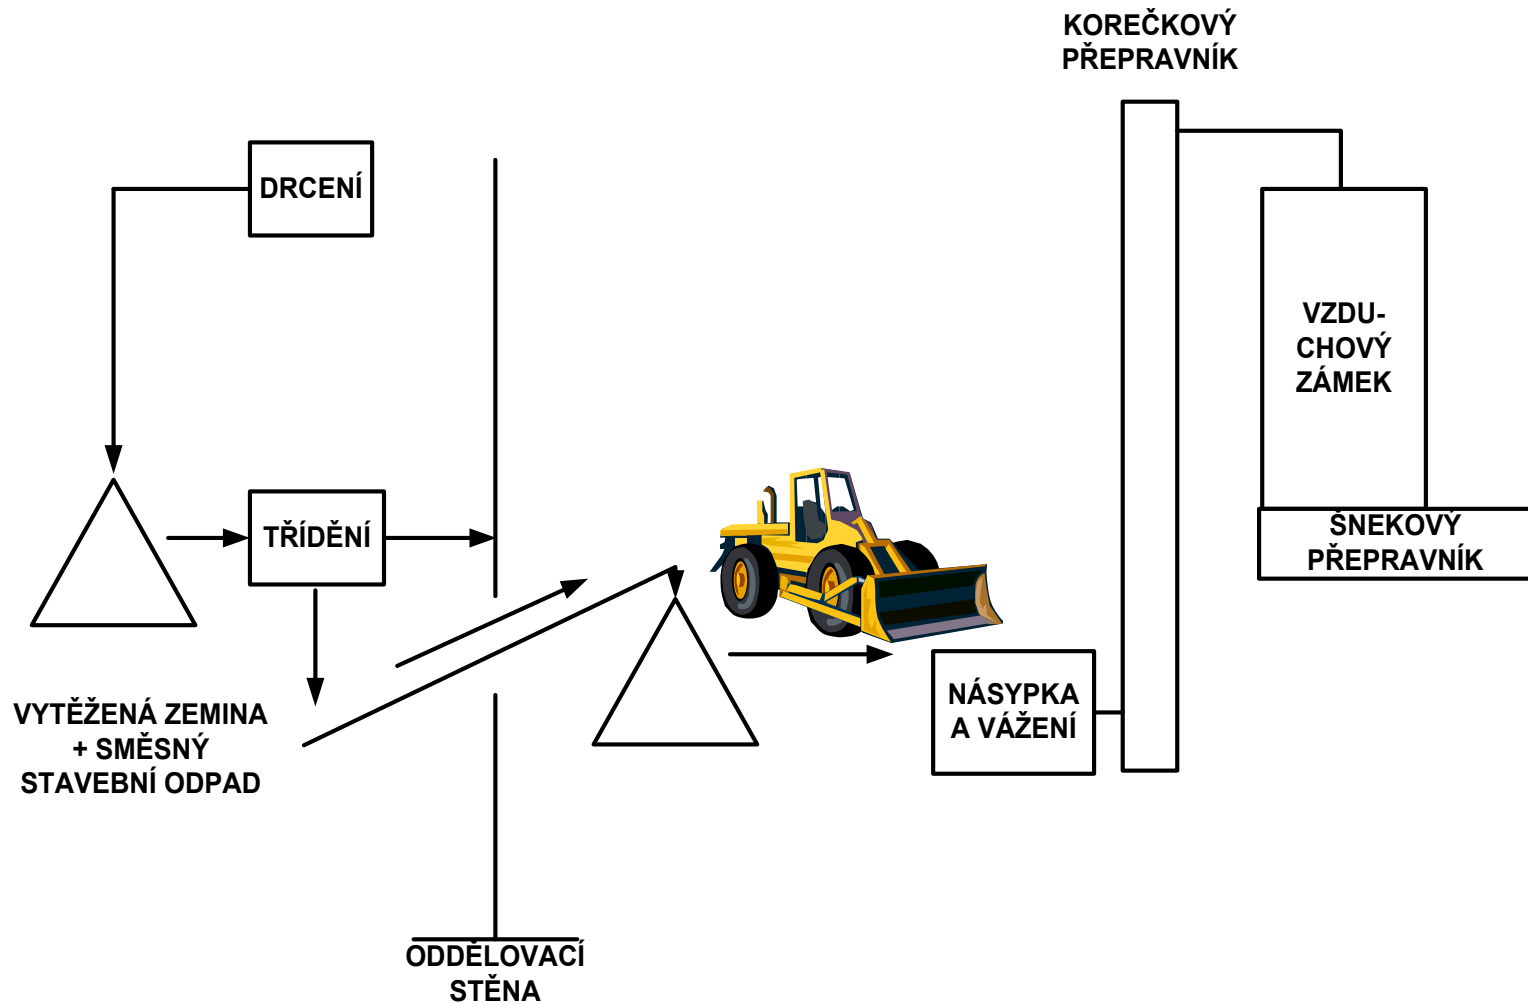 KOREČKOVÝ
PŘEPRAVNÍK
DRCENÍ
VZDU-
CHOVÝ
ZÁMEK
TŘÍDĚNÍ
ŠNEKOVÝ
PŘEPRAVNÍK
NÁSYPKA
A VÁŽENÍ
VYTĚŽENÁ ZEMINA
+ SMĚSNÝ
STAVEBNÍ ODPAD
ODDĚLOVACÍ
STĚNA